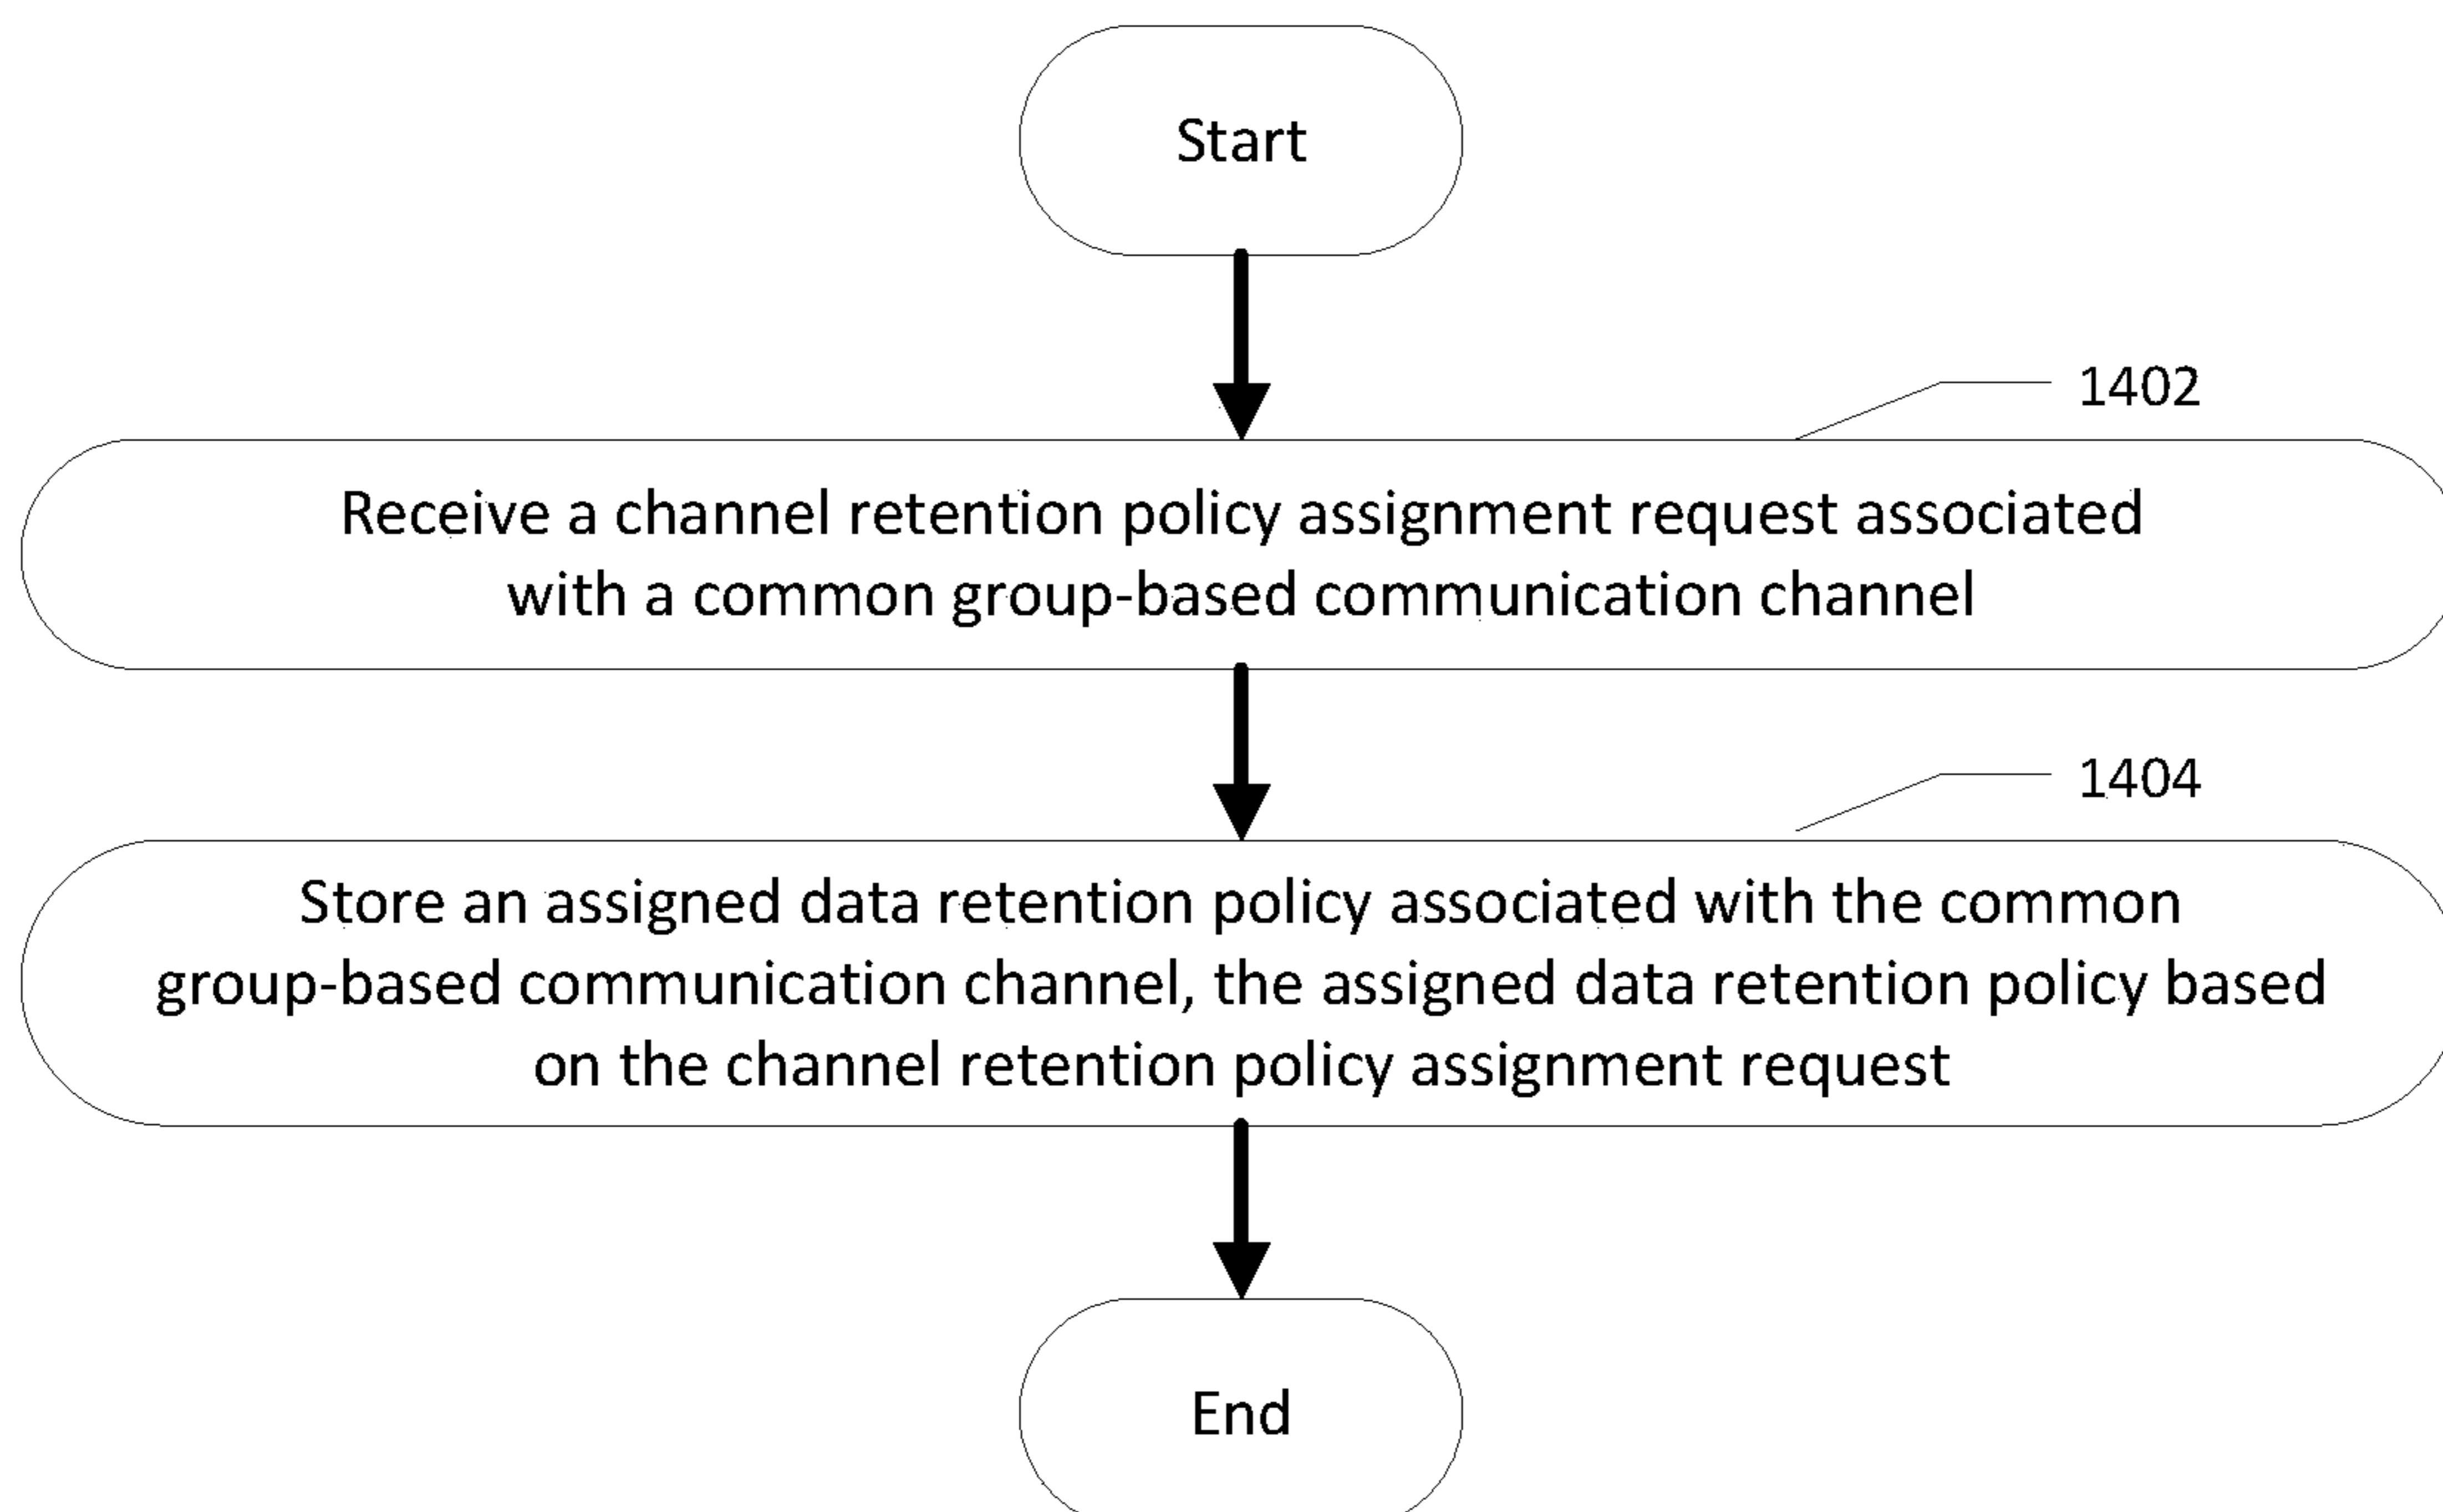 Start
1402
Receive a channel retention policy assignment request associated
with a common group-based communication channel
1404
Store an assigned data retention policy associated with the common
group-based communication channel, the assigned data retention policy based
on the channel retention policy assignment request
End